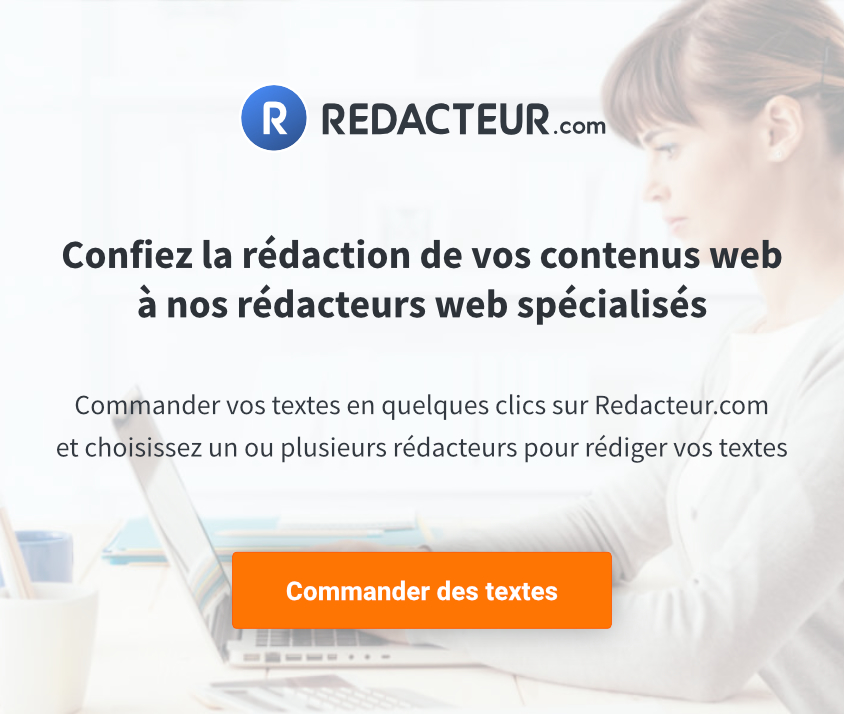 R REDACTEUR.com
Confiez la rédaction de vos contenus web
à nos rédacteurs web spécialisés
Commander vos textes en quelques clics sur Redacteur.com
et choisissez un ou plusieurs rédacteurs pour rédiger vos textes
Commander des textes